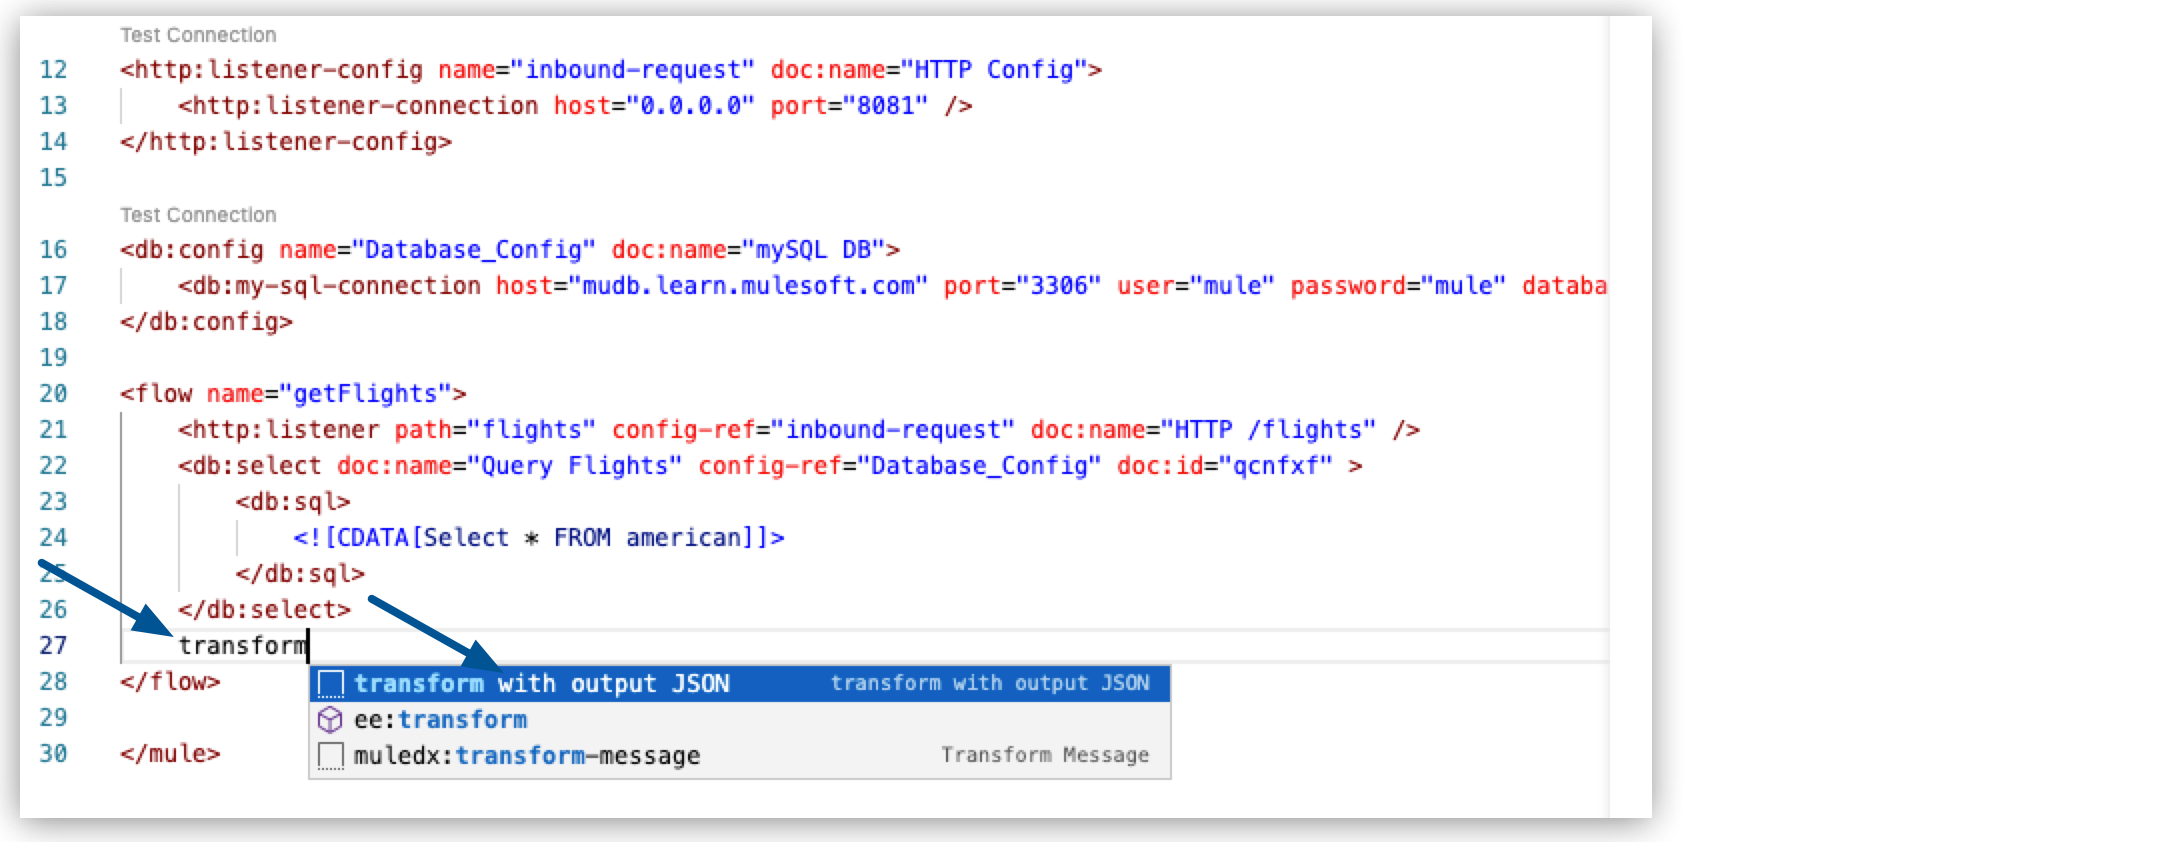 Test Connection
12 <http:listener-config name="inbound-request" doc:name="HTTP Config">
13 <http:listener-connection host="0.0.0.0" port="8081" />
14 </http:listener-config>
15
Test Connection
16 <db:config name="Database_Config" doc:name="mySQL DB">
17 <db:my-sql-connection host="mudb.learn.mulesoft.com" port="3306" user="mule" password="mule" databa
18 </db:config>
19
20 <flow name="getFlights">
21 <http:listener path="flights" config-ref="inbound-request" doc:name="HTTP /flights" />
22 <db:select doc:name="Query Flights" config-ref="Database_Config" doc:id="qcnfxf" >
23 <db:sql>
24 <![CDATA[Select * FROM american]]>
25 </db:sql>
26 </db:select>
27 transform
28 </flow> transform with output JSON transform with output JSON
29 ee:transform
30 </mule> muledx:transform-message Transform Message